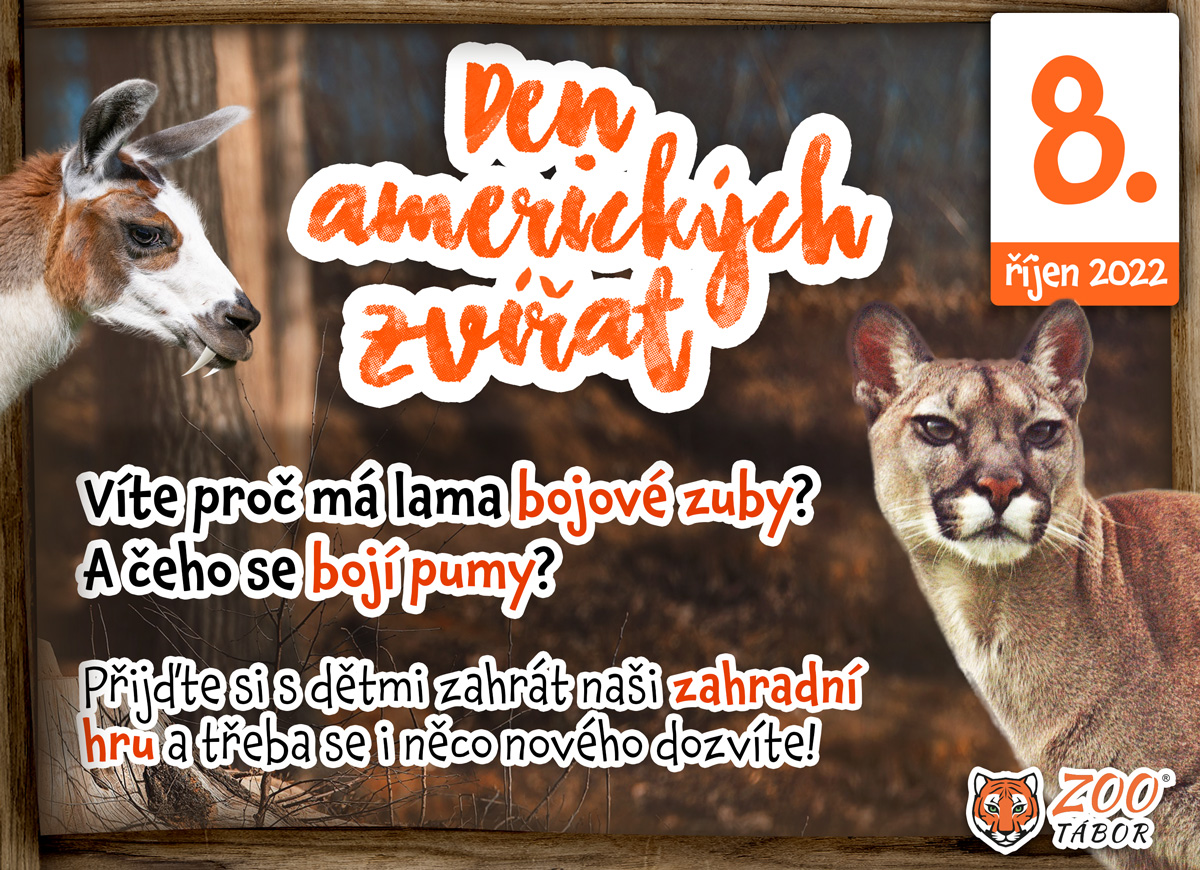 Den
amerických
zvířat
8.
říjen 2022
Víte proč má lama bojové zuby?
A čeho se bojí pumy?
Přijďte si s dětmi zahrát naši zahradní
hru a třeba se i něco nového dozvíte!
ZOO®
TÁBOR